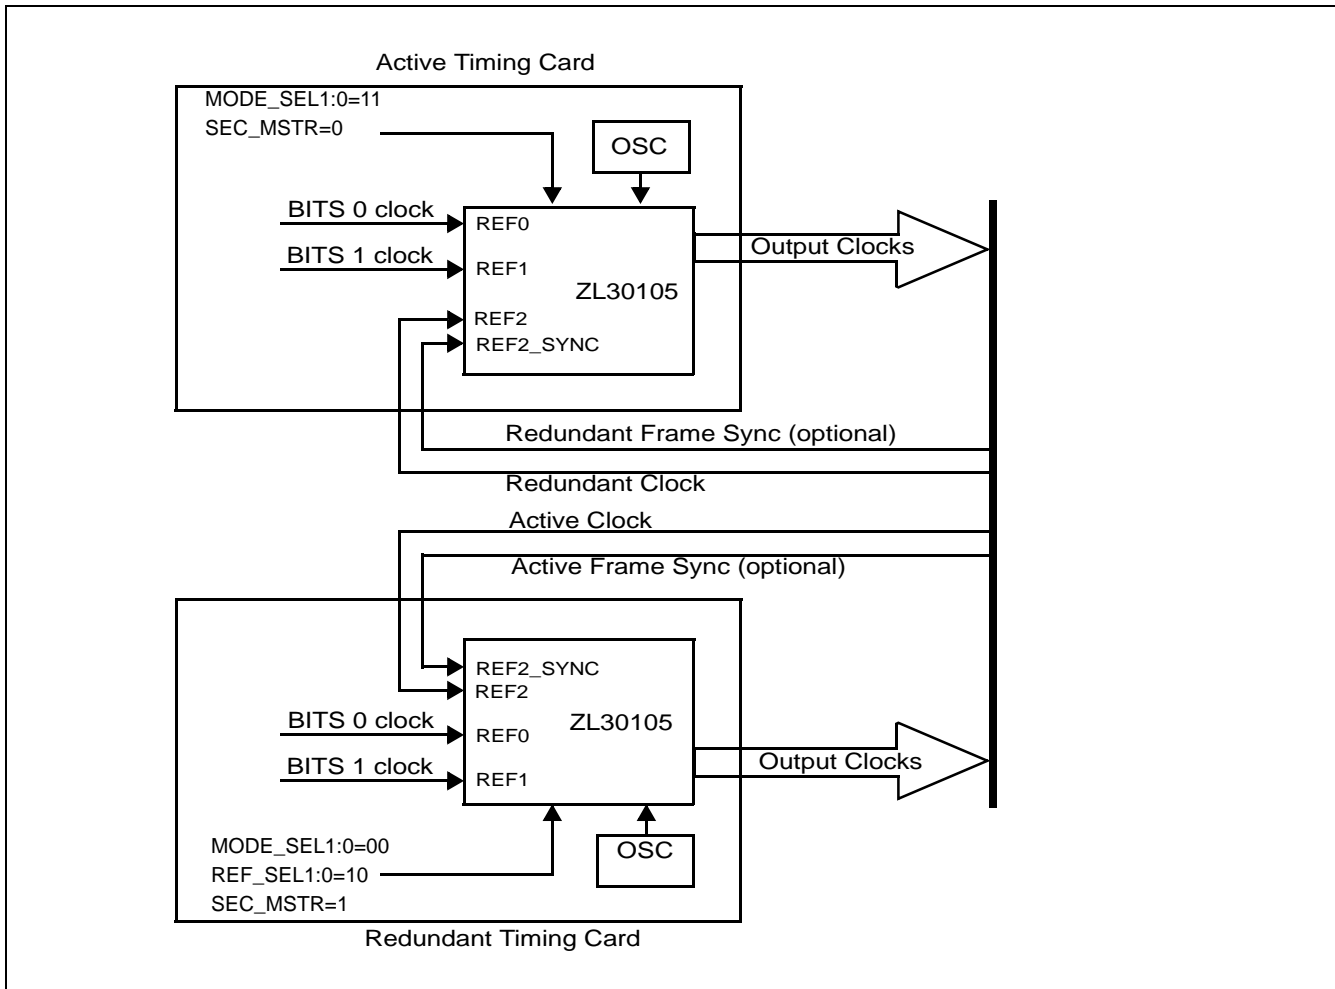 Active Timing Card
MODE_SEL1:0=11
SEC_MSTR=0
OSC
BITS 0 clock
REF0
BITS 1 clock
REF1
Output Clocks
ZL30105
REF2
REF2_SYNC
Redundant Frame Sync (optional)
Redundant Clock
Active Clock
Active Frame Sync (optional)
REF2_SYNC
REF2
BITS 0 clock
REF0
ZL30105
BITS 1 clock
REF1
Output Clocks
MODE_SEL1:0=00
REF_SEL1:0=10
SEC_MSTR=1
OSC
Redundant Timing Card